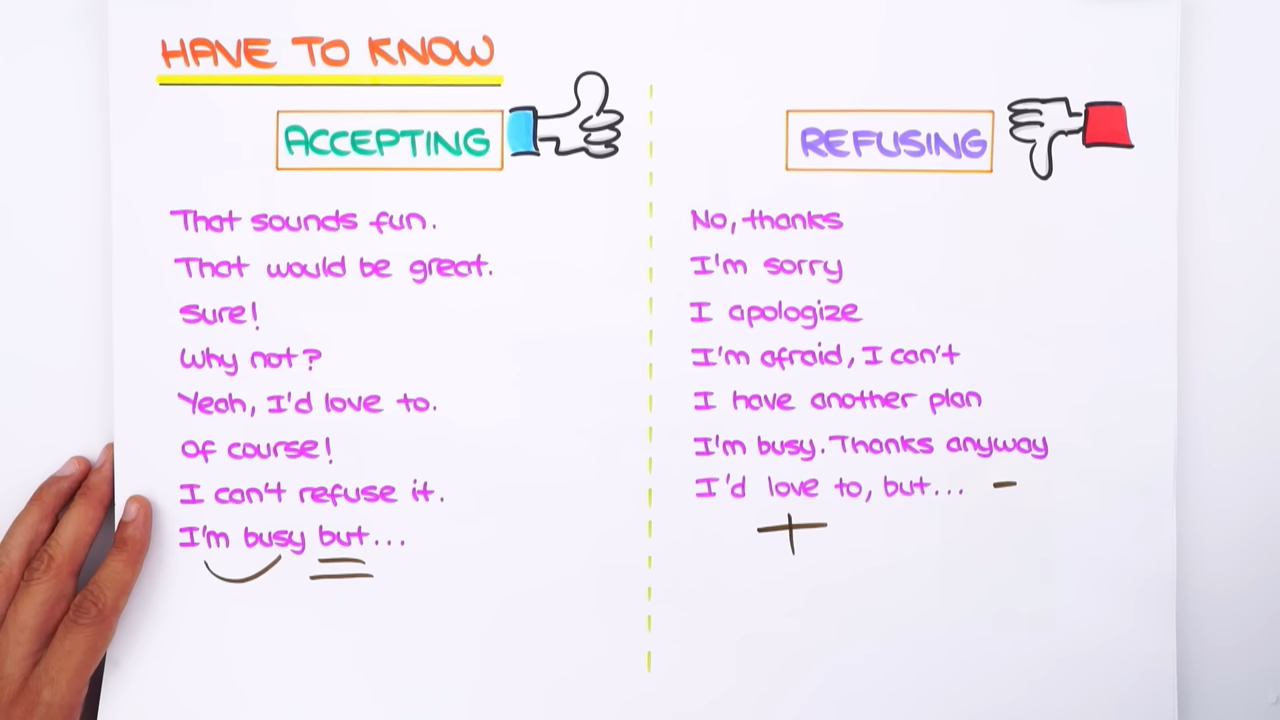 HAVE TO KNOW
ACCEPTING
That sounds fun.
That would be great.
Sure!
Why not?
Yeah, I'd love to.
Of course!
I can't refuse it.
I'm busy but...
REFUSING
No, thanks
I'm sorry
I apologize
I'm afraid, I can't
I have another plan
I'm busy. Thanks anyway
I'd love to, but... -
+